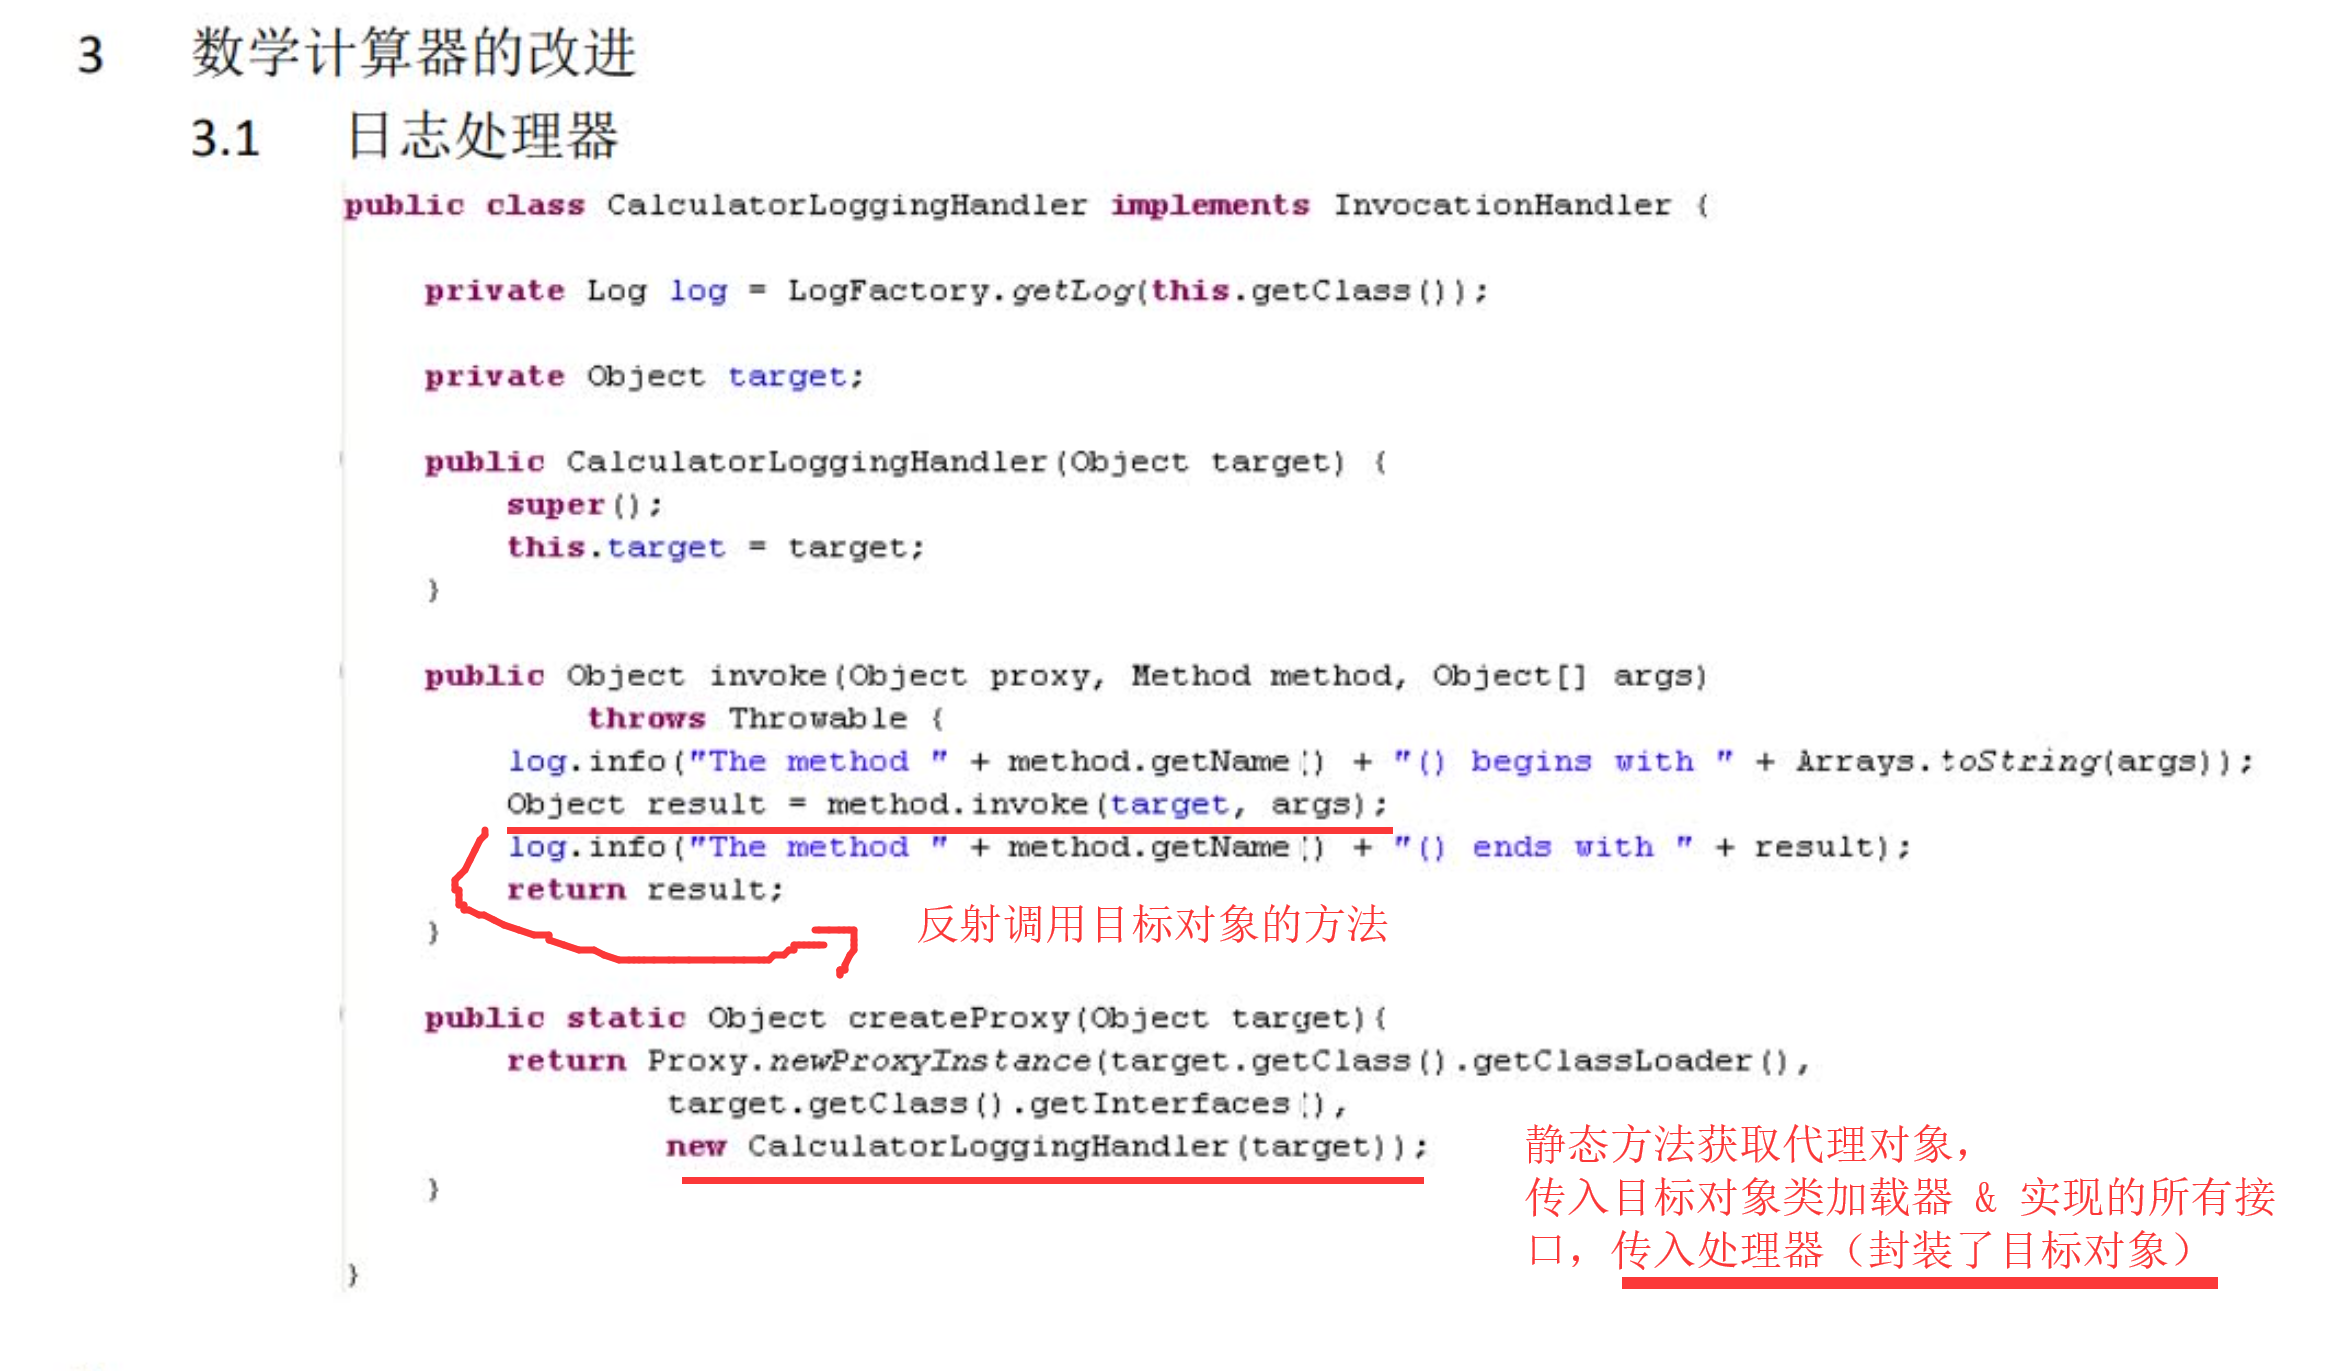 3 数学计算器的改进
3.1 日志处理器
public class CalculatorLoggingHandler implements InvocationHandler {
private Log log = LogFactory.getLog(this.getClass());
private Object target;
public CalculatorLoggingHandler(Object target) {
super();
this.target = target;
}
public Object invoke(Object proxy, Method method, Object[] args)
throws Throwable {
log.info("The method " + method.getName() + "() begins with " + Arrays.toString(args));
Object result = method.invoke(target, args);
log.info("The method " + method.getName() + "() ends with " + result);
return result;
}
反射调用目标对象的方法
public static Object createProxy(Object target){
return Proxy.newProxyInstance(target.getClass().getClassLoader(),
target.getClass().getInterfaces(),
new CalculatorLoggingHandler(target));
}
静态方法获取代理对象，
传入目标对象类加载器 & 实现的所有接
口，传入处理器（封装了目标对象）
}